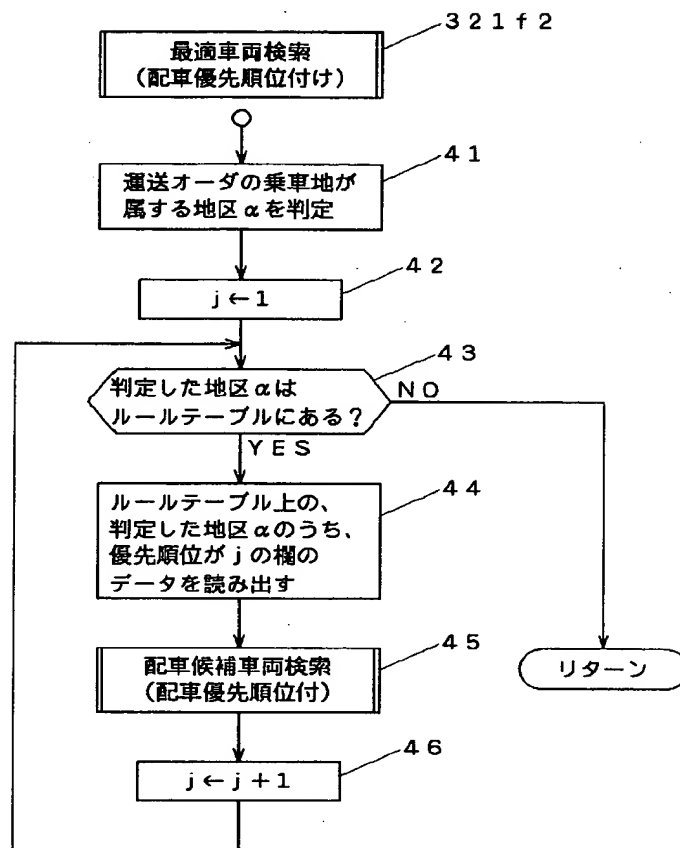 321f2
最適車両検索
(配車優先順位付け)
41
運送オーダの乗車地が
属する地区αを判定
42
j←1
43
判定した地区αは
ルールテーブルにある?
NO
YES
44
ルールテーブル上の、
判定した地区αのうち、
優先順位がjの欄の
データを読み出す
45
配車候補車両検索
(配車優先順位付)
リターン
46
j←j+1